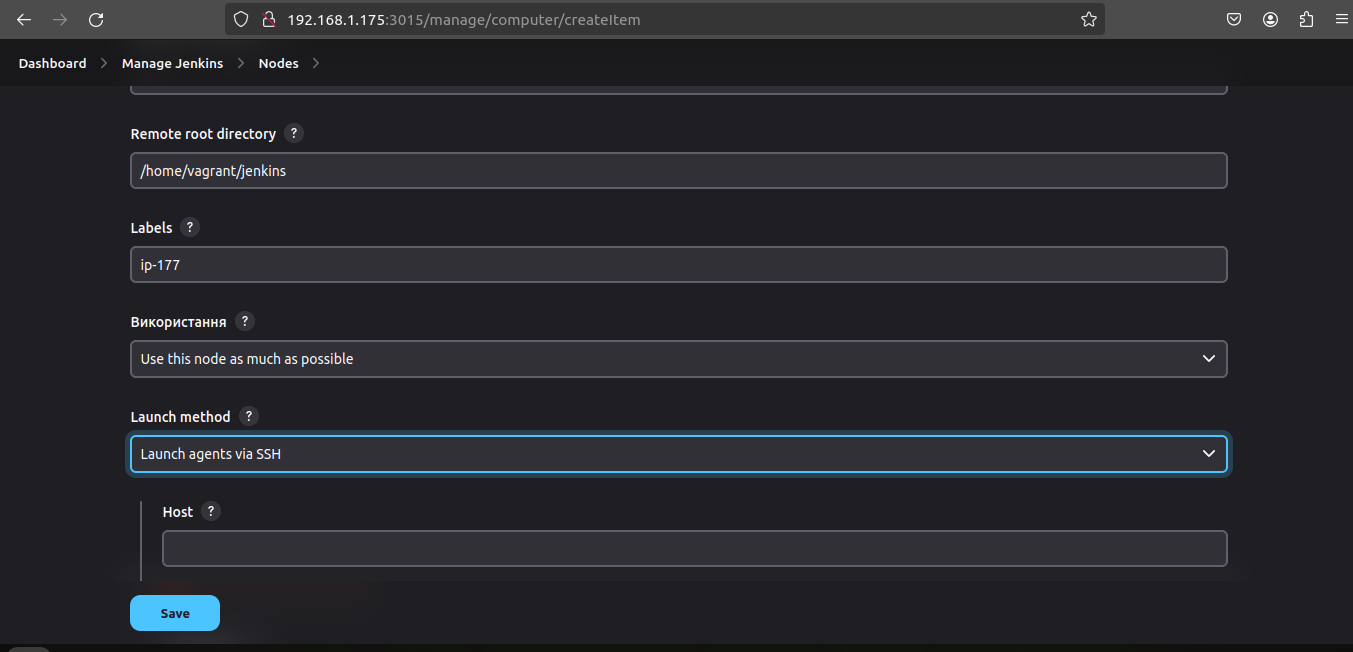 192.168.1.175:3015/manage/computer/createItem
Dashboard > Manage Jenkins > Nodes >
Remote root directory ?
/home/vagrant/jenkins
Labels ?
ip-177
Використання ?
Use this node as much as possible
Launch method ?
Launch agents via SSH
Host ?
Save